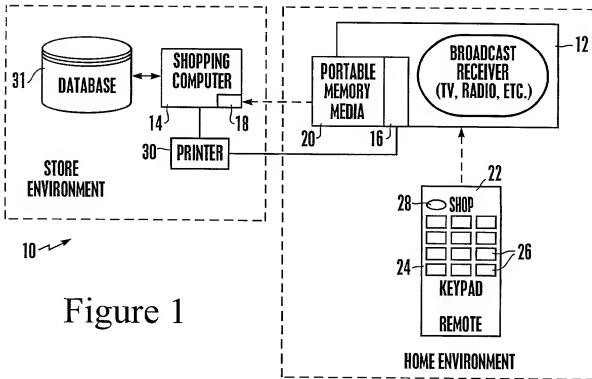 31
DATABASE
SHOPPING
COMPUTER
14
18
30
PRINTER
STORE
ENVIRONMENT
10
Figure 1
PORTABLE
MEMORY
MEDIA
20
16
BROADCAST
RECEIVER
(TV, RADIO, ETC.)
12
22
28
SHOP
24
26
KEYPAD
REMOTE
HOME ENVIRONMENT